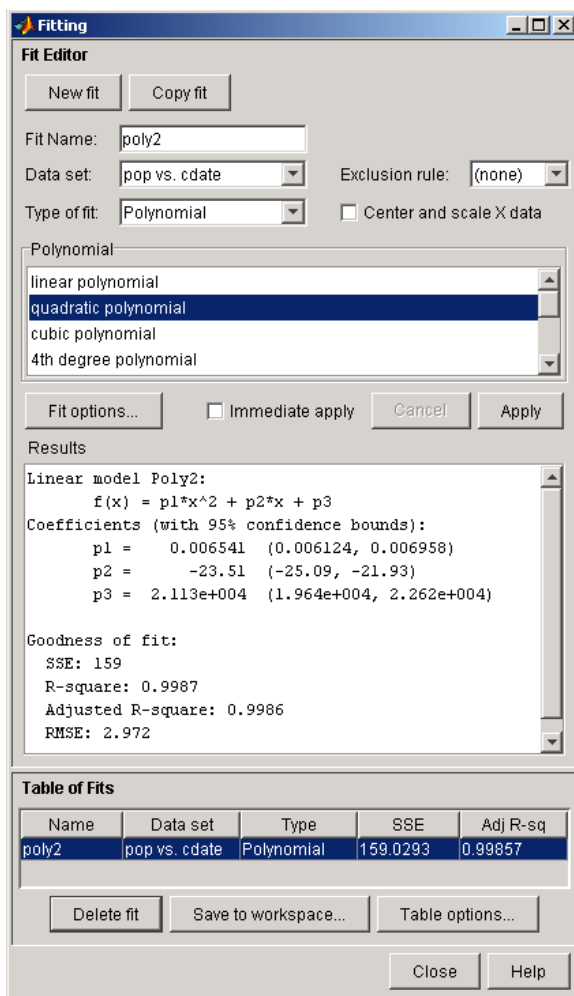 Fitting
Fit Editor
New fit Copy fit
Fit Name: poly2
Data set: pop vs. cdate Exclusion rule: (none)
Type of fit: Polynomial Center and scale X data
Polynomial
linear polynomial
quadratic polynomial
cubic polynomial
4th degree polynomial
Fit options... Immediate apply Cancel Apply
Results
Linear model Poly2:
f(x) = p1*x^2 + p2*x + p3
Coefficients (with 95% confidence bounds):
p1 = 0.006541 (0.006124, 0.006958)
p2 = -23.51 (-25.09, -21.93)
p3 = 2.113e+004 (1.964e+004, 2.262e+004)
Goodness of fit:
SSE: 159
R-square: 0.9987
Adjusted R-square: 0.9986
RMSE: 2.972
Table of Fits
Name Data set Type SSE Adj R-sq
poly2 pop vs. cdate Polynomial 159.0293 0.99857
Delete fit Save to workspace... Table options...
Close Help